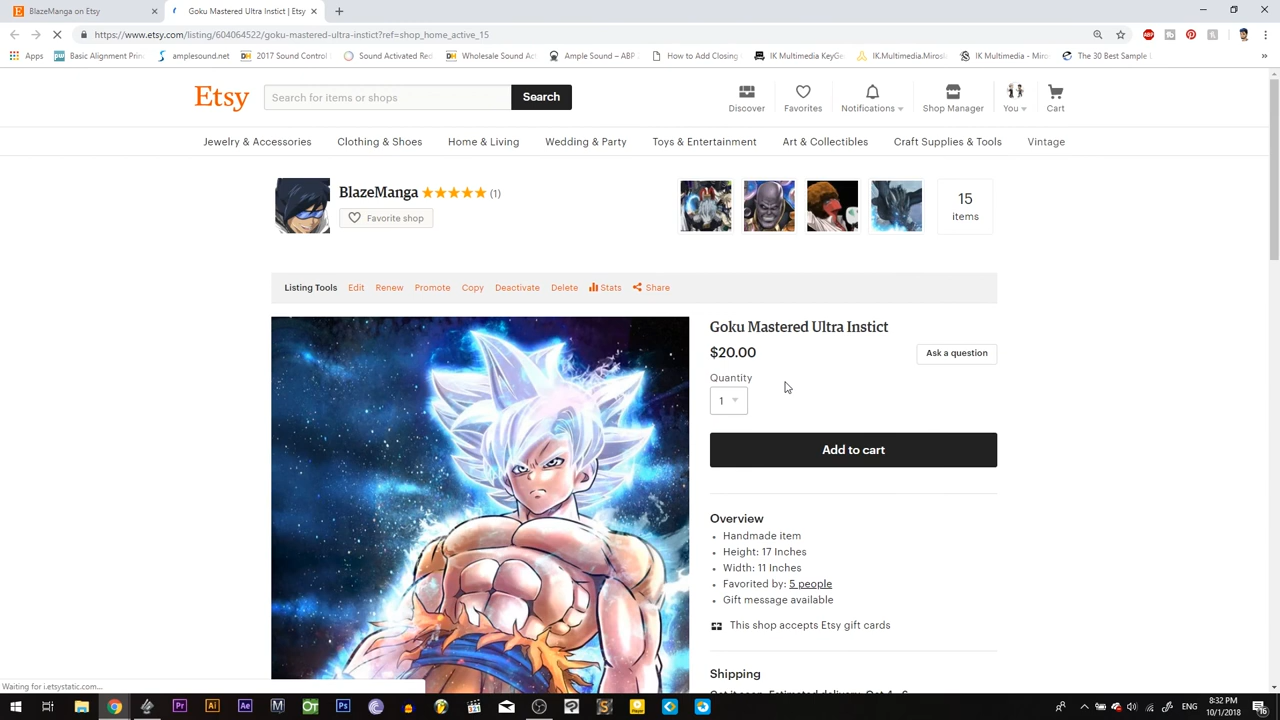 BlazeManga on Etsy
Goku Mastered Ultra Instict | Etsy
https://www.etsy.com/listing/604064522/goku-mastered-ultra-instict?ref=shop_home_active_15
Apps
Basic Alignment Prin
amplesound.net
2017 Sound Control
Sound Activated Red
Wholesale Sound Ac
Ample Sound – ABP
How to Add Closing
IK Multimedia KeyGe
IK.Multimedia.Mirosl
IK Multimedia - Miro
The 30 Best Sample
Etsy
Search for items or shops
Search
Discover
Favorites
Notifications
Shop Manager
You
Cart
Jewelry & Accessories
Clothing & Shoes
Home & Living
Wedding & Party
Toys & Entertainment
Art & Collectibles
Craft Supplies & Tools
Vintage
BlazeManga (1)
Favorite shop
15
items
Listing Tools Edit Renew Promote Copy Deactivate Delete Stats Share
Goku Mastered Ultra Instict
$20.00
Ask a question
Quantity
1
Add to cart
Overview
Handmade item
Height: 17 Inches
Width: 11 Inches
Favorited by: 5 people
Gift message available
This shop accepts Etsy gift cards
Shipping
Waiting for i.etsystatic.com...
8:32 PM
10/1/2018